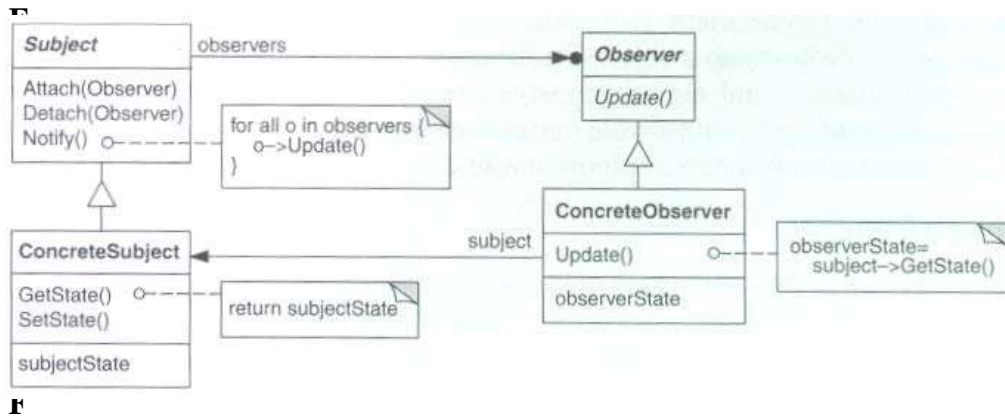 Subject
observers
Observer
Attach(Observer)
Detach(Observer)
Notify()
Update()
for all o in observers {
o->Update()
}
ConcreteObserver
ConcreteSubject
subject
Update()
observerState=
subject->GetState()
GetState()
SetState()
return subjectState
observerState
subjectState